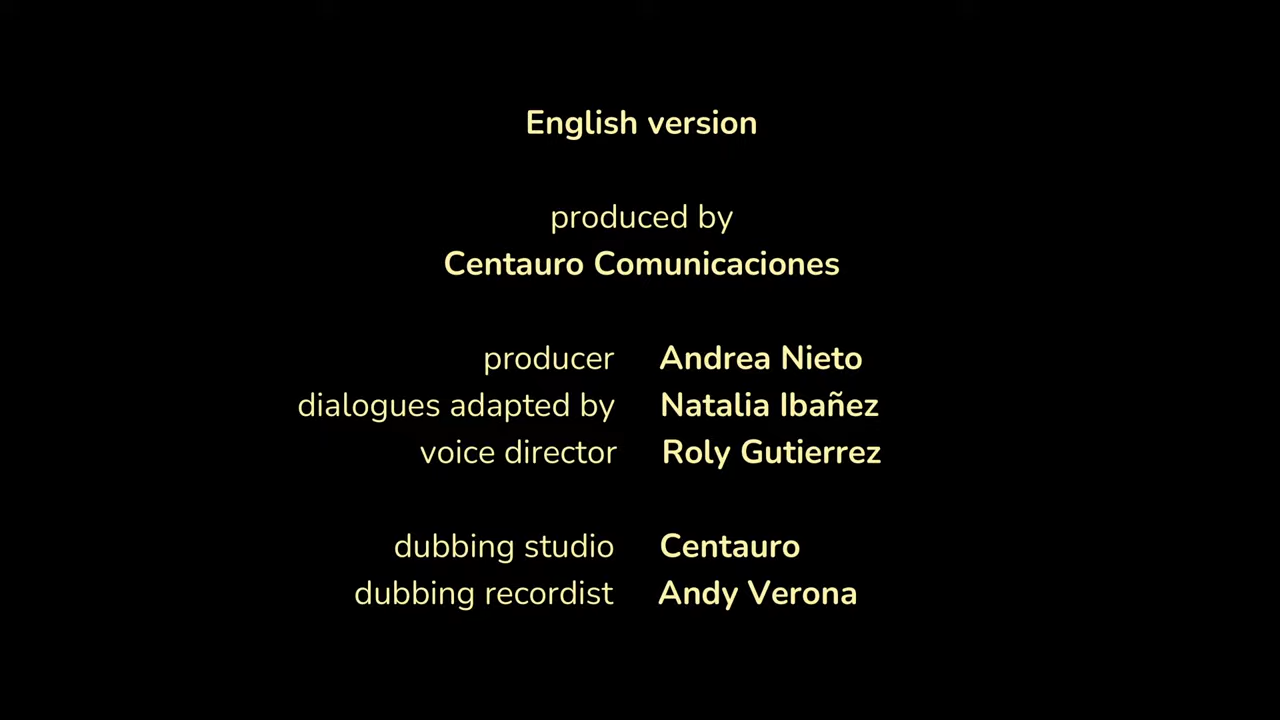 English version
produced by
Centauro Comunicaciones
producer Andrea Nieto
dialogues adapted by Natalia Ibañez
voice director Roly Gutierrez
dubbing studio Centauro
dubbing recordist Andy Verona